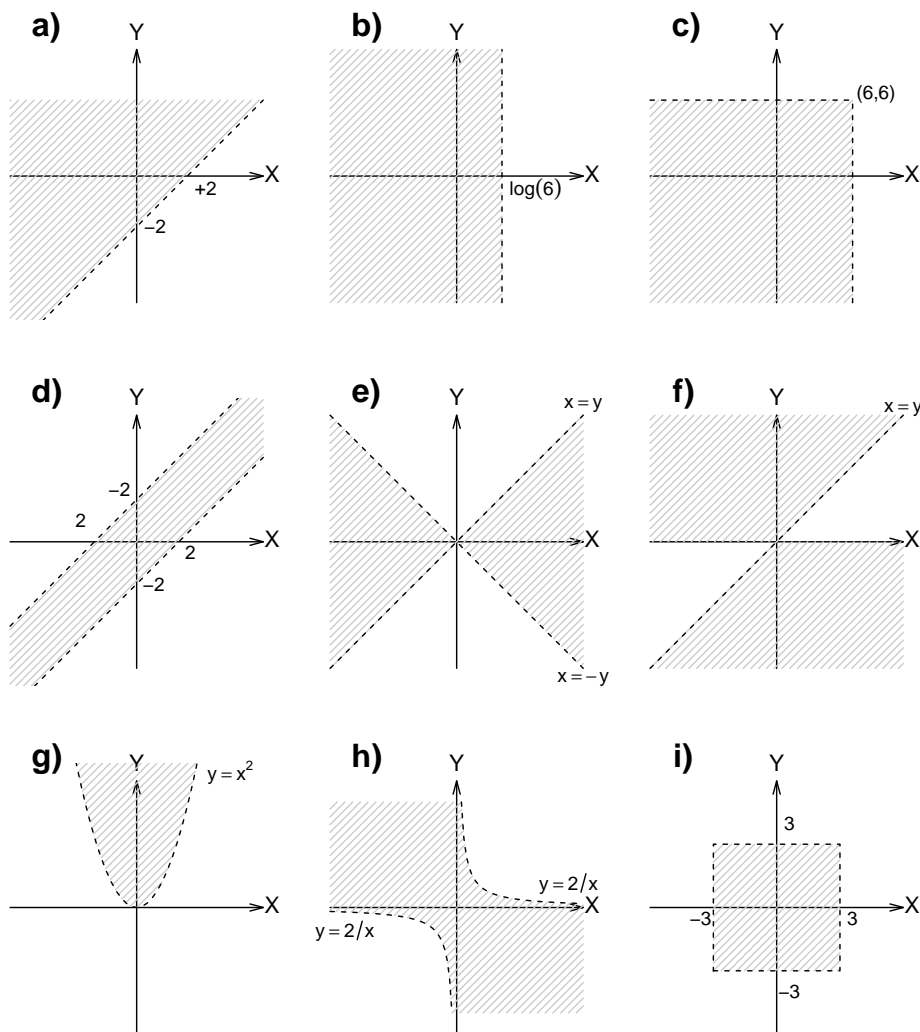 a)
Y
X
+2
−2
b)
Y
X
log(6)
c)
Y
X
(6,6)
d)
Y
X
−2
2
2
−2
e)
Y
X
x = y
x = −y
f)
Y
X
x = y
g)
Y
X
y = x²
h)
Y
X
y = 2/x
y = 2/x
i)
Y
X
3
−3
3
−3